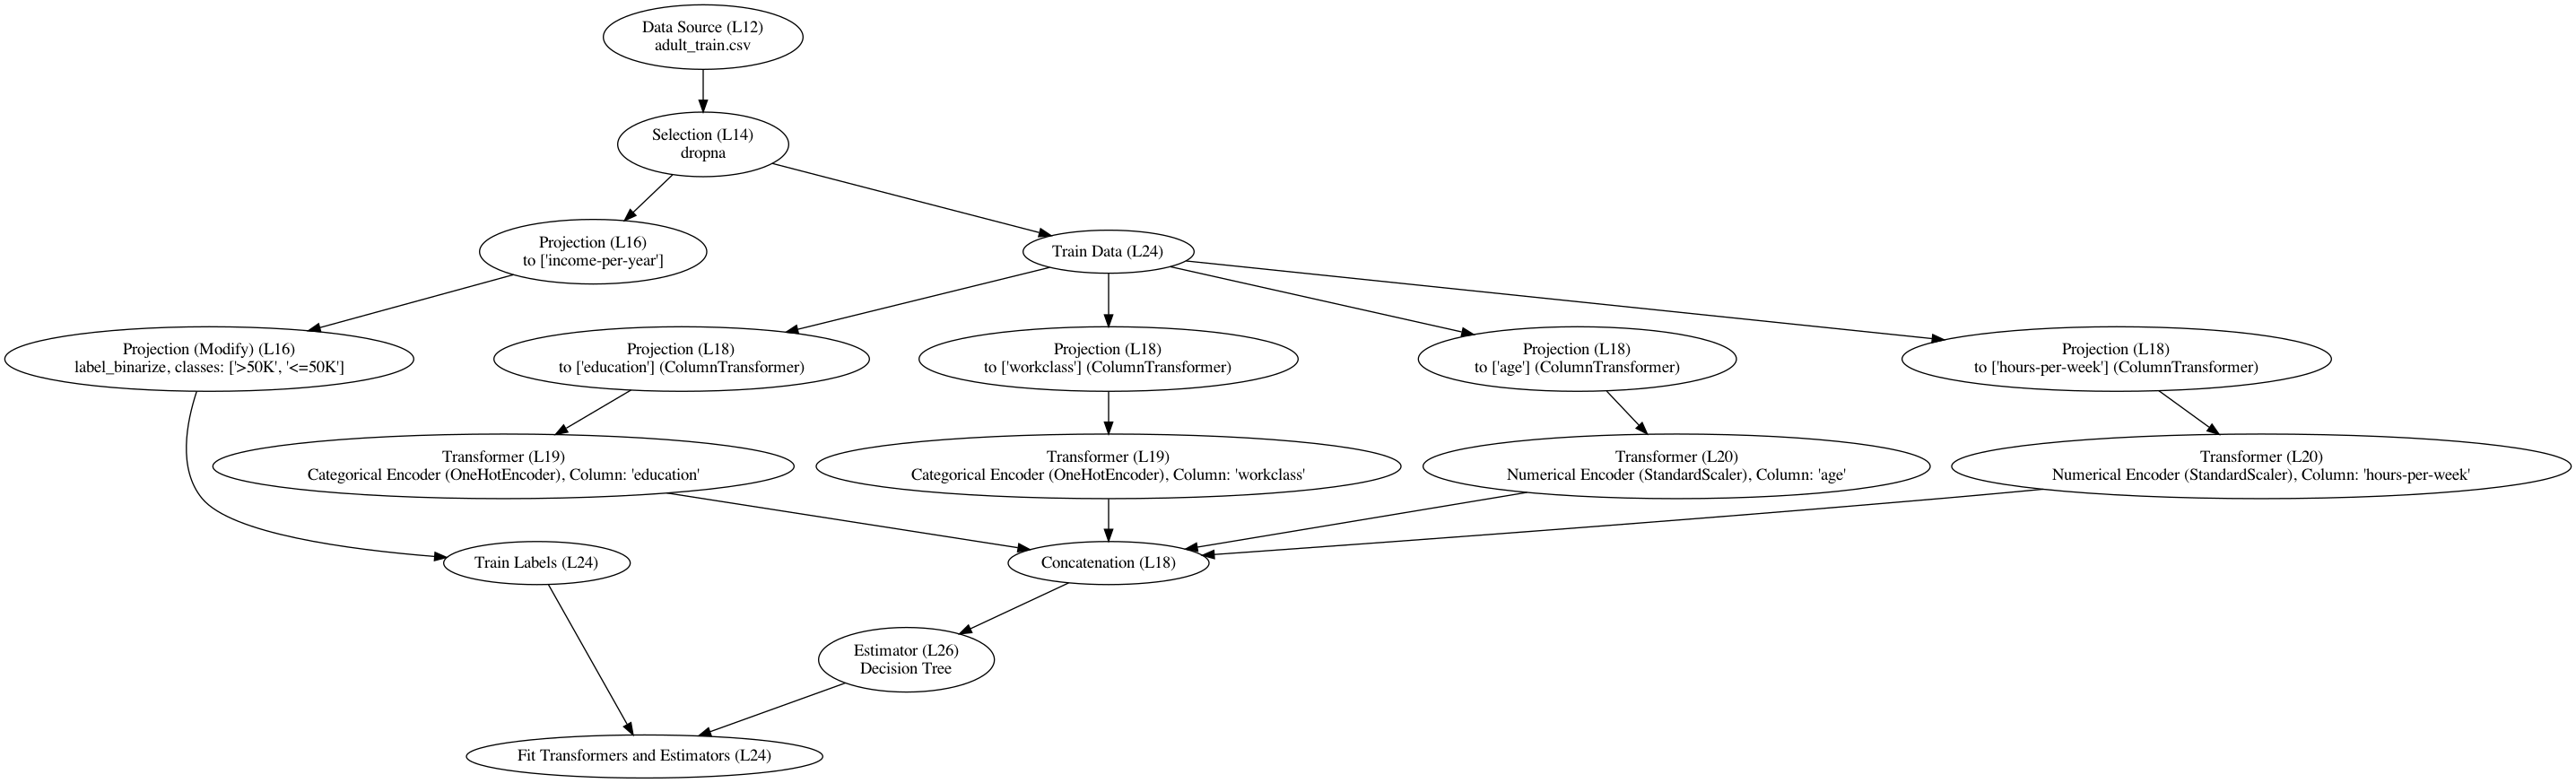 Data Source (L12)
adult_train.csv
Selection (L14)
dropna
Projection (L16)
to ['income-per-year']
Train Data (L24)
Projection (Modify) (L16)
label_binarize, classes: ['>50K', '<=50K']
Projection (L18)
to ['education'] (ColumnTransformer)
Projection (L18)
to ['workclass'] (ColumnTransformer)
Projection (L18)
to ['age'] (ColumnTransformer)
Projection (L18)
to ['hours-per-week'] (ColumnTransformer)
Transformer (L19)
Categorical Encoder (OneHotEncoder), Column: 'education'
Transformer (L19)
Categorical Encoder (OneHotEncoder), Column: 'workclass'
Transformer (L20)
Numerical Encoder (StandardScaler), Column: 'age'
Transformer (L20)
Numerical Encoder (StandardScaler), Column: 'hours-per-week'
Train Labels (L24)
Concatenation (L18)
Estimator (L26)
Decision Tree
Fit Transformers and Estimators (L24)